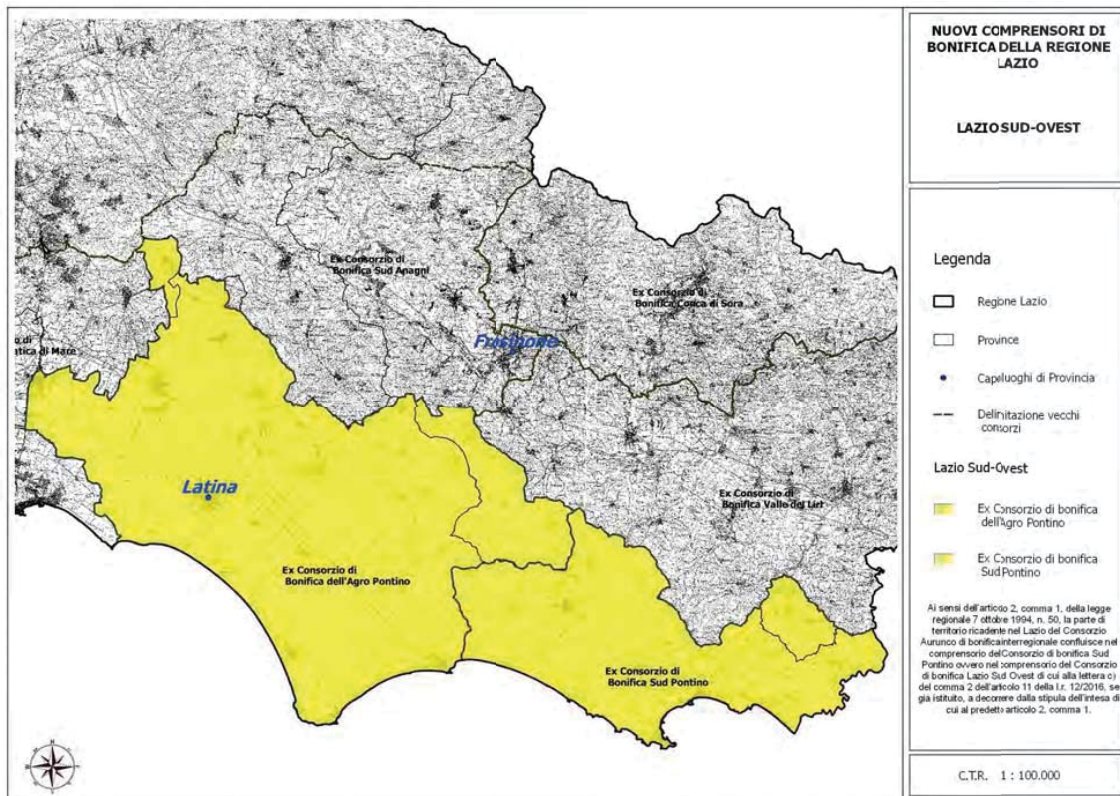 NUOVI COMPRENSORI DI
BONIFICA DELLA REGIONE
LAZIO
LAZIO SUD-OVEST
Legenda
Regione Lazio
Province
Capeluoghi di Provincia
Delimitazione vecchi
consorzi
Lazio Sud-Ovest
Ex Consorzio di bonifica
dell'Agro Pontino
Ex Consorzio di bonifica
Sud Pontino
Ai sensi dell'articolo 2, comma 1, della legge
regionale 7 ottobre 1994, n. 50, la parte di
territorio ricadente nel Lazio del Consorzio
Aurunco di bonifica interregionale confluisce nel
comprensorio del Consorzio di bonifica Sud
Pontino ovvero nel comprensorio del Consorzio
di bonifica Lazio Sud Ovest di cui alla lettera c)
del comma 2 dell'articolo 11 della l.r. 12/2016, se
già istituito, a decorrere dalla stipula dell'intesa di
cui al predetto articolo 2, comma 1.
C.T.R. 1 : 100.000
Ex Consorzio di
Bonifica Sud Anagni
Ex Consorzio di
Bonifica Conca di Sora
Frosinone
o di
tica di Mare
Latina
Ex Consorzio di
Bonifica Valle del Liri
Ex Consorzio di
Bonifica dell'Agro Pontino
Ex Consorzio di
Bonifica Sud Pontino